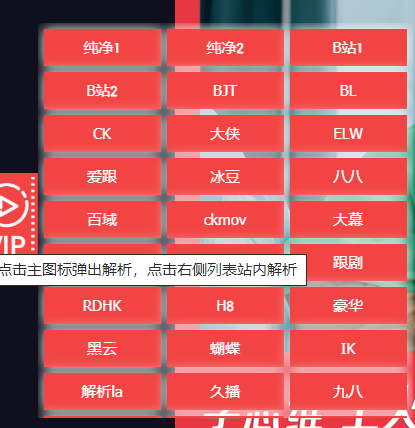 纯净1 纯净2 B站1
B站2 BJT BL
CK 大侠 ELW
爱跟 冰豆 八八
百域 ckmov 大幕
VIP
点击主图标弹出解析，点击右侧列表站内解析
跟剧
RDHK H8 豪华
黑云 蝴蝶 IK
解析la 久播 九八